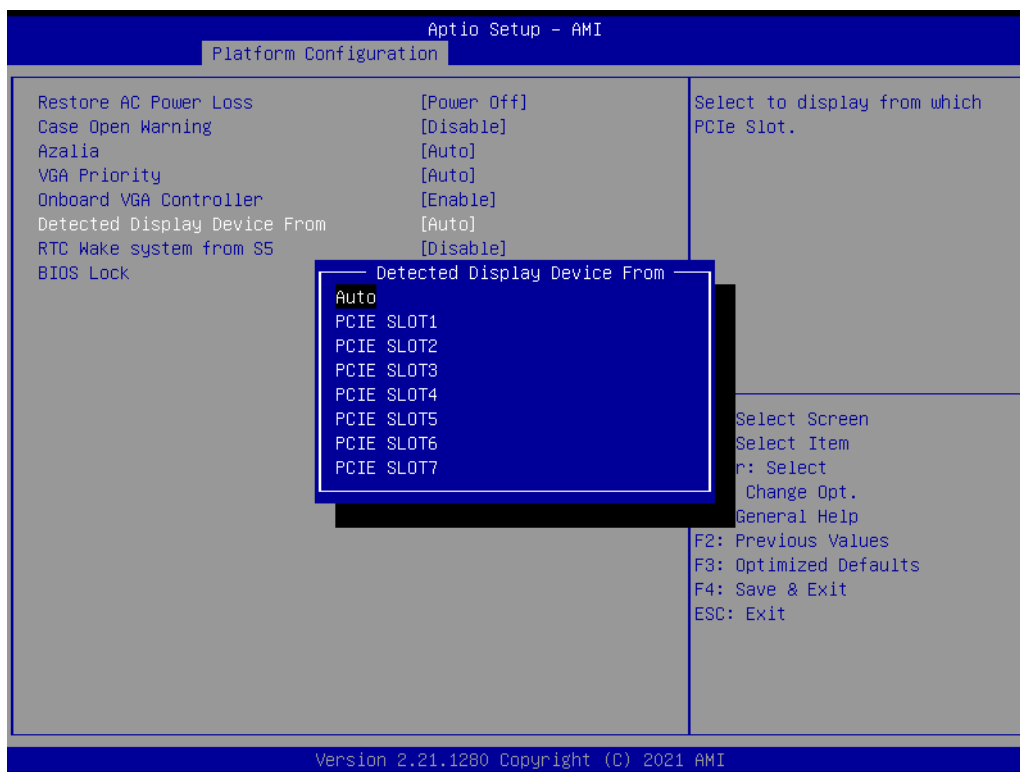 Aptio Setup – AMI
Platform Configuration
Restore AC Power Loss [Power Off]
Case Open Warning [Disable]
Azalia [Auto]
VGA Priority [Auto]
Onboard VGA Controller [Enable]
Detected Display Device From [Auto]
RTC Wake system from S5 [Disable]
BIOS Lock
Detected Display Device From
Auto
PCIE SLOT1
PCIE SLOT2
PCIE SLOT3
PCIE SLOT4
PCIE SLOT5
PCIE SLOT6
PCIE SLOT7
Select to display from which
PCIe Slot.
Select Screen
Select Item
r: Select
Change Opt.
General Help
F2: Previous Values
F3: Optimized Defaults
F4: Save & Exit
ESC: Exit
Version 2.21.1280 Copyright (C) 2021 AMI